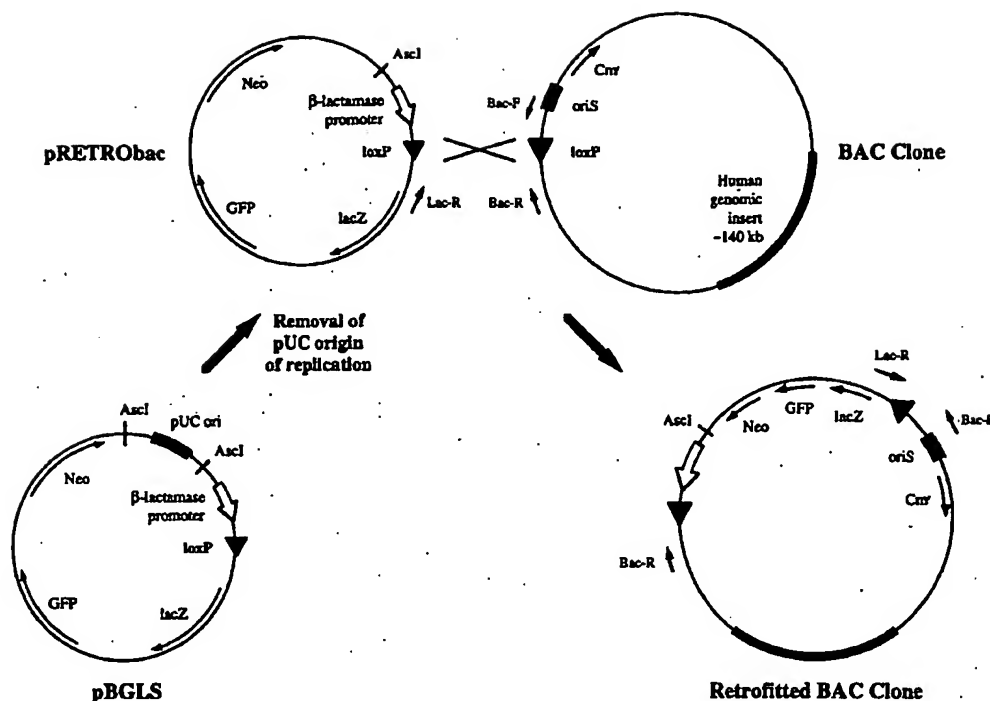 AscI
Neo
β-lactamase
promoter
pRETRObac
loxP
GFP
lacZ
Lac-R
Cmr
Bac-F
oriS
loxP
BAC Clone
Bac-R
Human
genomic
insert
~140 kb
Removal of
pUC origin
of replication
AscI
pUC ori
AscI
Neo
β-lactamase
promoter
loxP
GFP
lacZ
pBGLS
Lac-R
GFP
lacZ
Neo
AscI
oriS
Cmr
Bac-R
Retrofitted BAC Clone